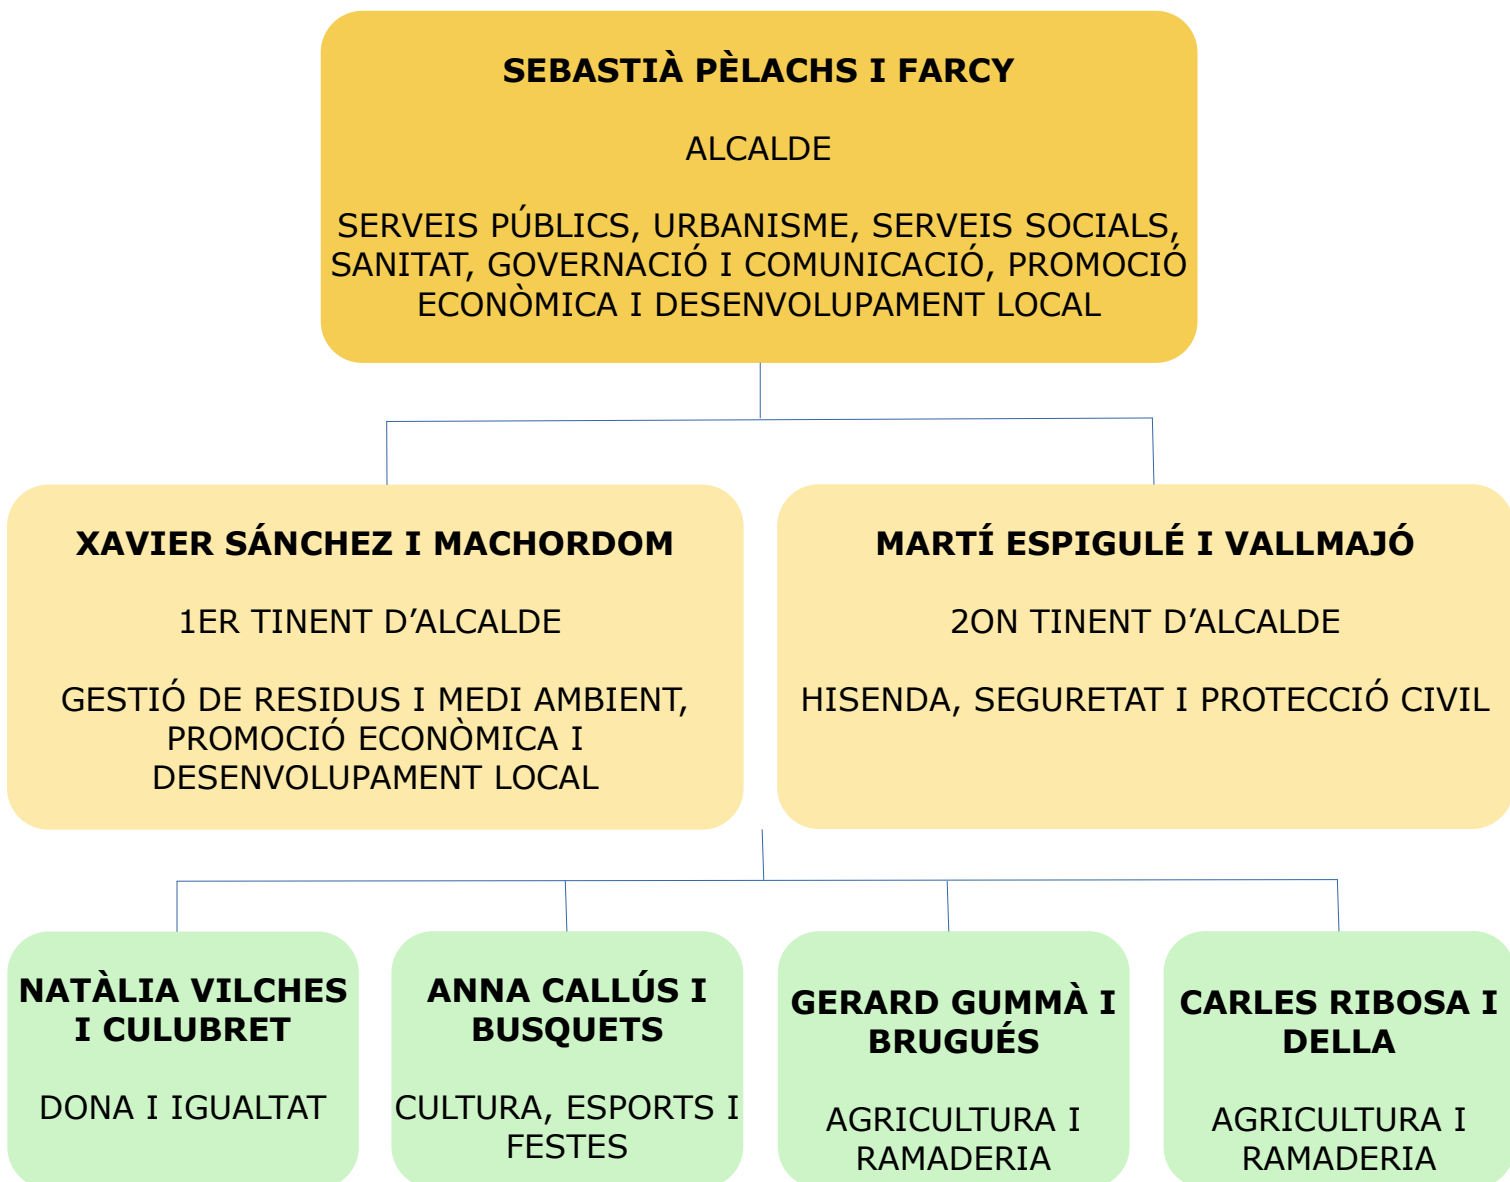 SEBASTIÀ PÈLACHS I FARCY
ALCALDE
SERVEIS PÚBLICS, URBANISME, SERVEIS SOCIALS,
SANITAT, GOVERNACIÓ I COMUNICACIÓ, PROMOCIÓ
ECONÒMICA I DESENVOLUPAMENT LOCAL
XAVIER SÁNCHEZ I MACHORDOM
1ER TINENT D’ALCALDE
GESTIÓ DE RESIDUS I MEDI AMBIENT,
PROMOCIÓ ECONÒMICA I
DESENVOLUPAMENT LOCAL
MARTÍ ESPIGULÉ I VALLMAJÓ
2ON TINENT D’ALCALDE
HISENDA, SEGURETAT I PROTECCIÓ CIVIL
NATÀLIA VILCHES
I CULUBRET
DONA I IGUALTAT
ANNA CALLÚS I
BUSQUETS
CULTURA, ESPORTS I
FESTES
GERARD GUMMÀ I
BRUGUÉS
AGRICULTURA I
RAMADERIA
CARLES RIBOSA I
DELLA
AGRICULTURA I
RAMADERIA